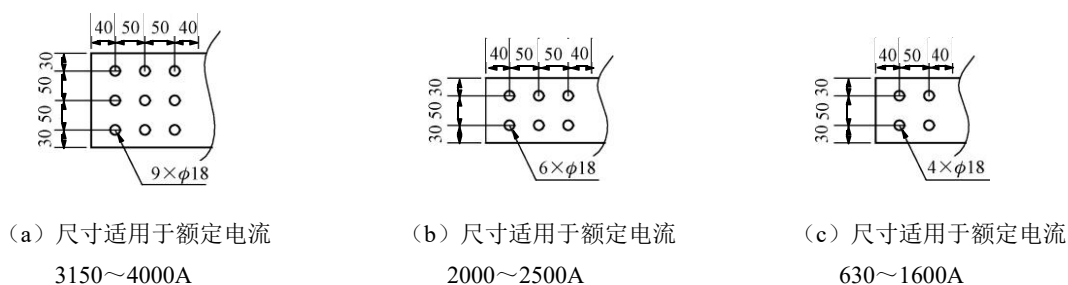 40 50 50 40
30
50
50
30
9×ϕ18
40 50 50 40
30
50
30
6×ϕ18
40 50 40
30
50
30
4×ϕ18
（a）尺寸适用于额定电流
3150～4000A
（b）尺寸适用于额定电流
2000～2500A
（c）尺寸适用于额定电流
630～1600A